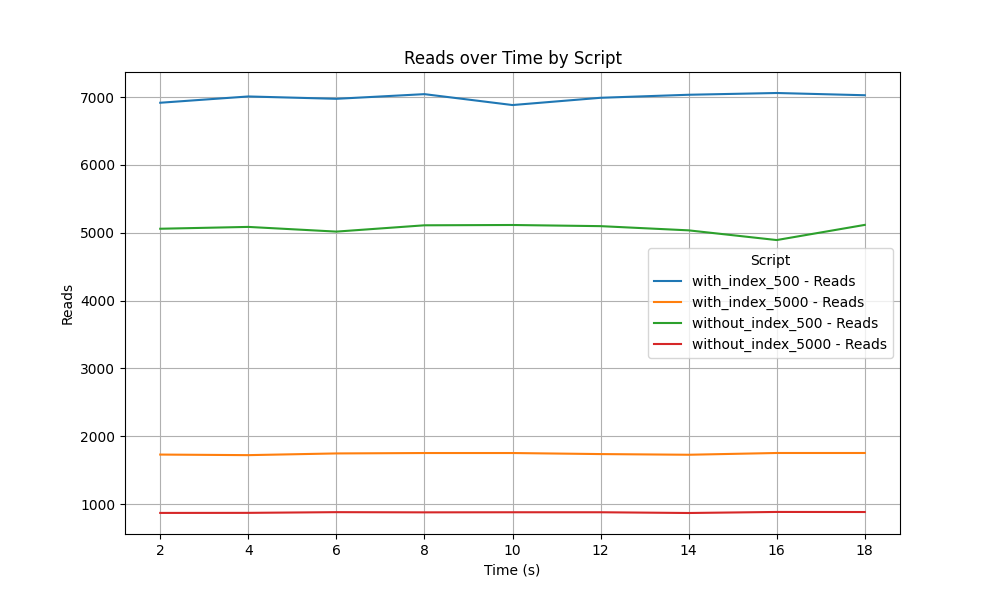 Reads over Time by Script
Reads
7000
6000
5000
4000
3000
2000
1000
Script
with_index_500 - Reads
with_index_5000 - Reads
without_index_500 - Reads
without_index_5000 - Reads
2 4 6 8 10 12 14 16 18
Time (s)